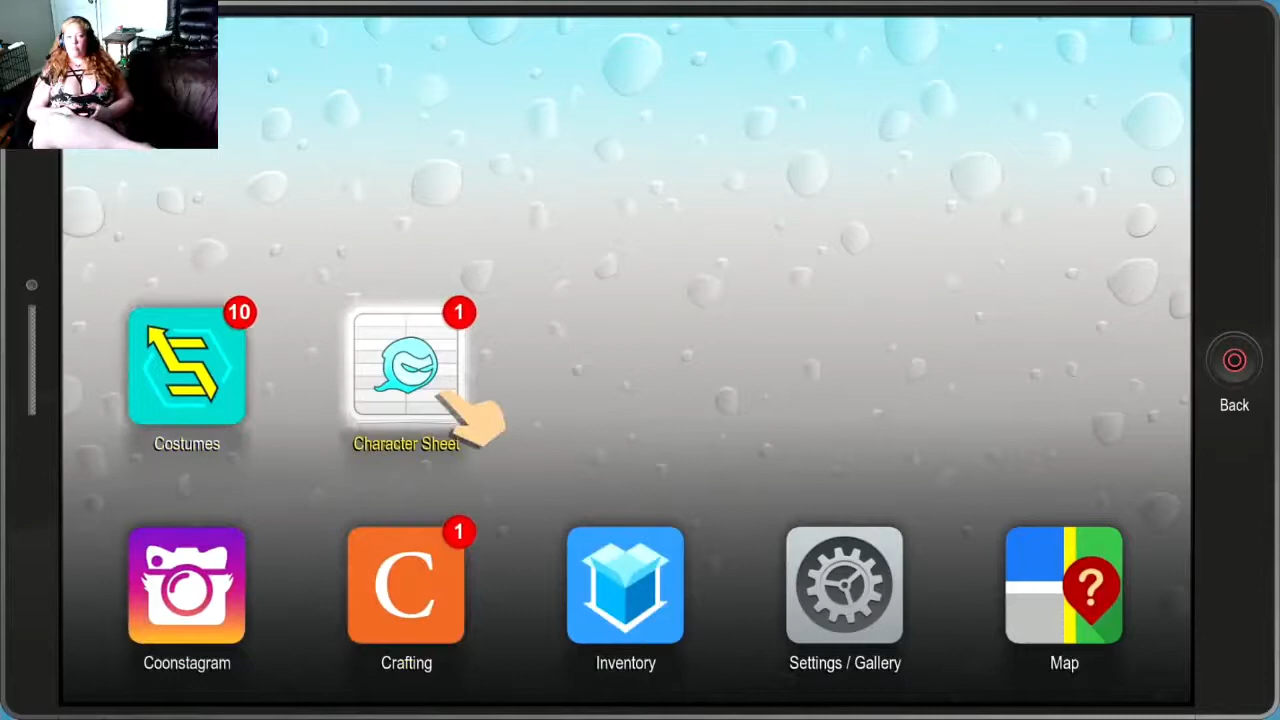 10
1
Back
Costumes
Character Sheet
1
C
?
Coonstagram
Crafting
Inventory
Settings / Gallery
Map